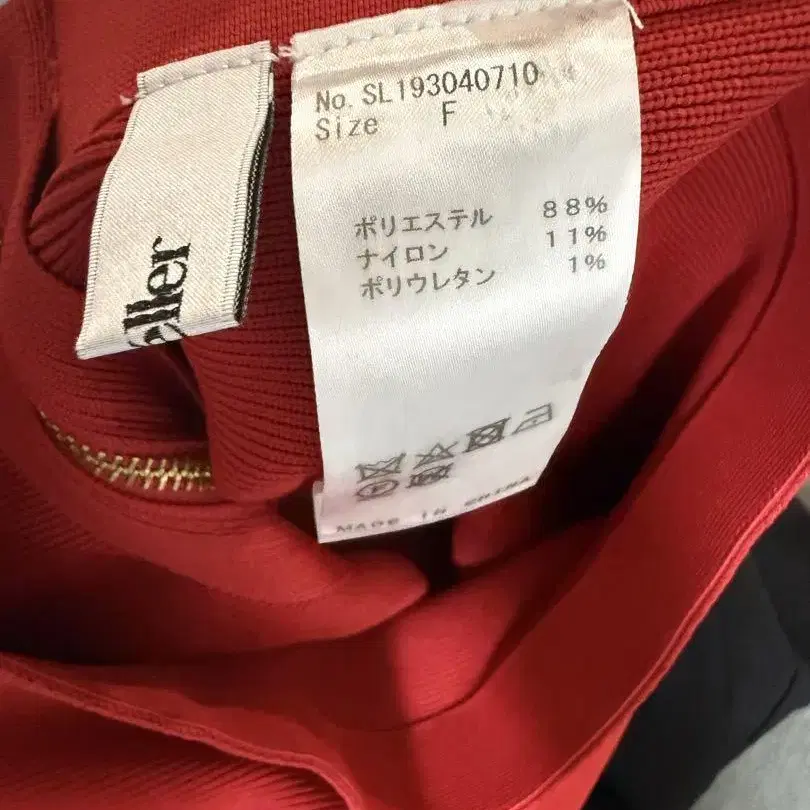 No. SL193040710
Size F
ポリエステル 88%
ナイロン 11%
ポリウレタン 1%
MADE IN CHINA
eller